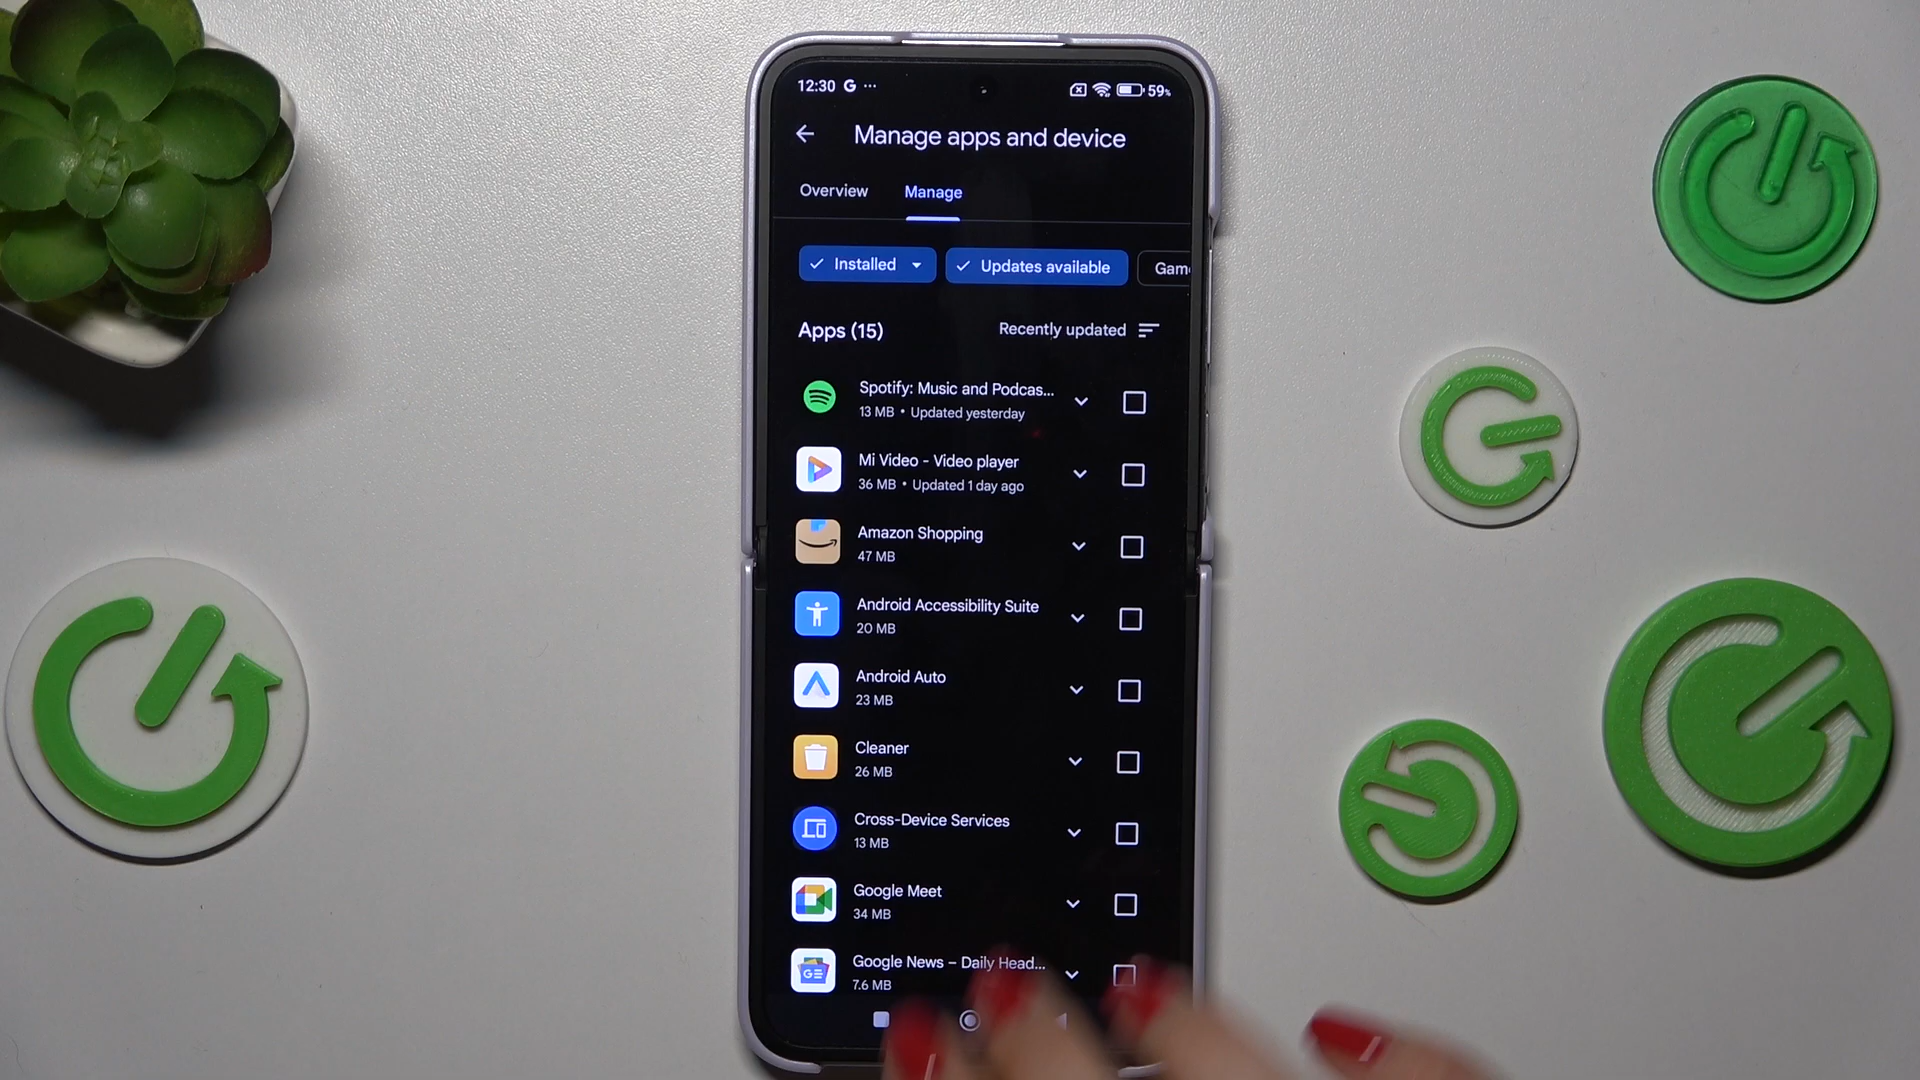 12:30 G ...
59%
Manage apps and device
Overview
Manage
Installed
Updates available
Gam
Apps (15)
Recently updated
Spotify: Music and Podcas...
13 MB • Updated yesterday
Mi Video - Video player
36 MB • Updated 1 day ago
Amazon Shopping
47 MB
Android Accessibility Suite
20 MB
Android Auto
23 MB
Cleaner
26 MB
Cross-Device Services
13 MB
Google Meet
34 MB
Google News – Daily Head...
7.6 MB